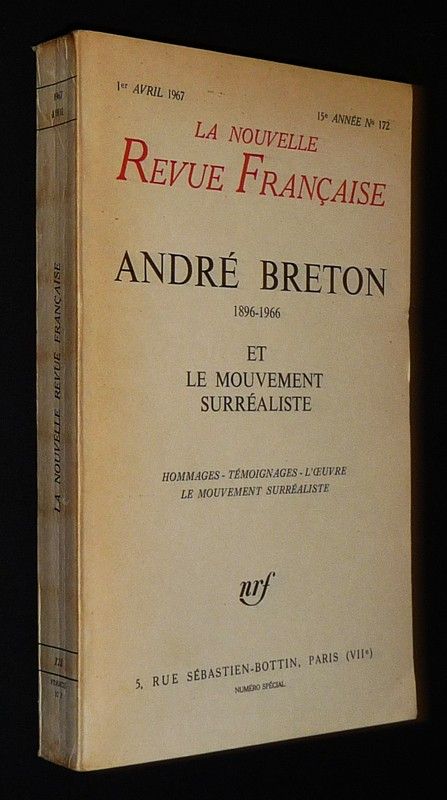 1er AVRIL 1967
15e ANNÉE No 172
LA NOUVELLE
REVUE FRANÇAISE
ANDRÉ BRETON
1896-1966
ET
LE MOUVEMENT
SURRÉALISTE
HOMMAGES - TÉMOIGNAGES - L'ŒUVRE
LE MOUVEMENT SURRÉALISTE
nrf
5, RUE SÉBASTIEN-BOTTIN, PARIS (VIIe)
NUMÉRO SPÉCIAL
1967
LA NOUVELLE REVUE FRANÇAISE